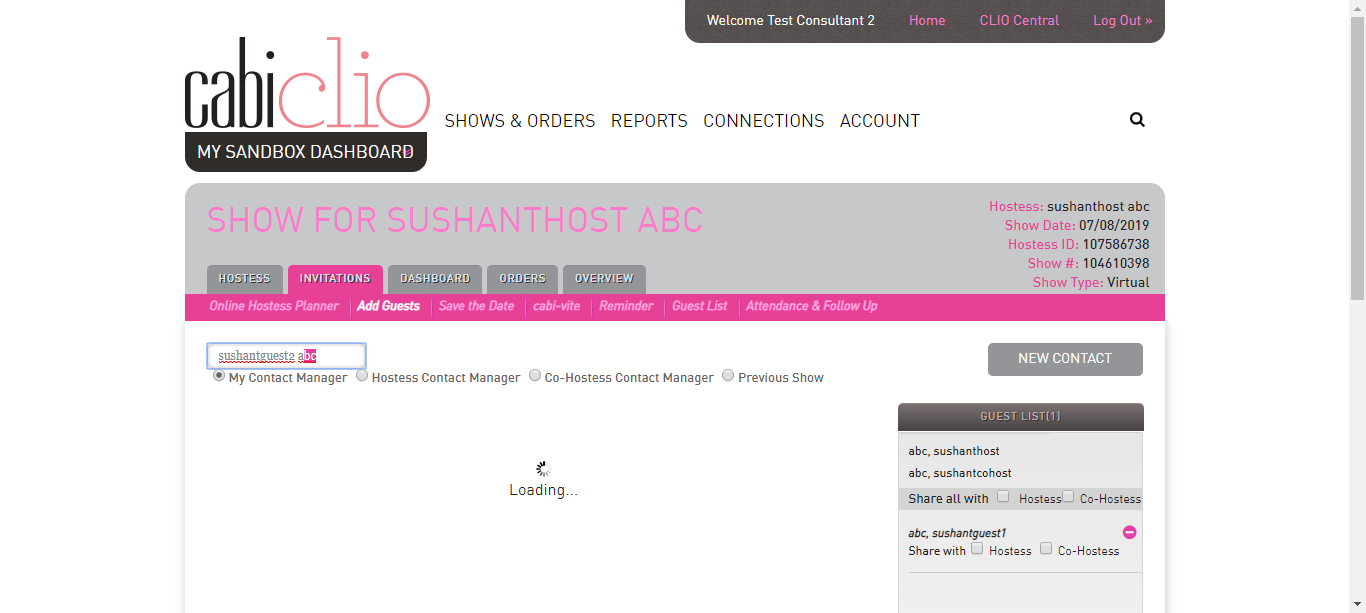 Welcome Test Consultant 2 Home CLIO Central Log Out »
cabiclio
SHOWS & ORDERS REPORTS CONNECTIONS ACCOUNT
MY SANDBOX DASHBOARD
SHOW FOR SUSHANTHOST ABC
Hostess: sushanthost abc
Show Date: 07/08/2019
Hostess ID: 107586738
Show #: 104610398
Show Type: Virtual
HOSTESS INVITATIONS DASHBOARD ORDERS OVERVIEW
Online Hostess Planner Add Guests Save the Date cabi-vite Reminder Guest List Attendance & Follow Up
sushantguest2 abc
NEW CONTACT
My Contact Manager Hostess Contact Manager Co-Hostess Contact Manager Previous Show
GUEST LIST(1)
abc, sushanthost
abc, sushantcohost
Share all with Hostess Co-Hostess
abc, sushantguest1
Share with Hostess Co-Hostess
Loading...